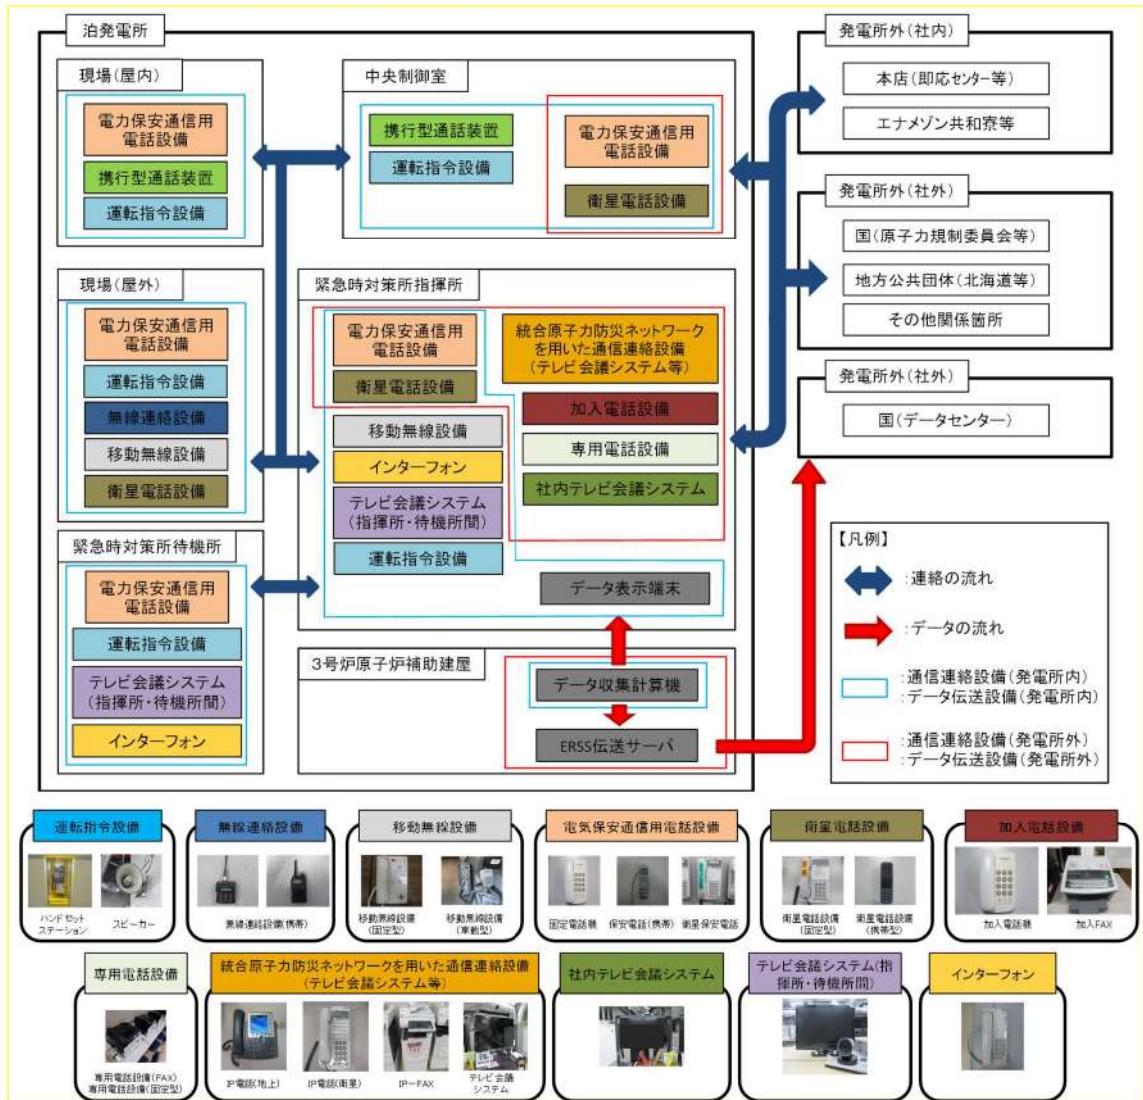 泊発電所
現場(屋内)
電力保安通信用
電話設備
携行型通話装置
運転指令設備
中央制御室
携行型通話装置
運転指令設備
電力保安通信用
電話設備
衛星電話設備
発電所外(社内)
本店(即応センター等)
エナメゾン共和寮等
発電所外(社外)
国(原子力規制委員会等)
地方公共団体(北海道等)
その他関係箇所
発電所外(社外)
国(データセンター)
現場(屋外)
電力保安通信用
電話設備
運転指令設備
無線連絡設備
移動無線設備
衛星電話設備
緊急時対策所指揮所
電力保安通信用
電話設備
衛星電話設備
移動無線設備
インターフォン
テレビ会議システム
(指揮所・待機所間)
運転指令設備
統合原子力防災ネットワーク
を用いた通信連絡設備
(テレビ会議システム等)
加入電話設備
専用電話設備
社内テレビ会議システム
データ表示端末
緊急時対策所待機所
電力保安通信用
電話設備
運転指令設備
テレビ会議システム
(指揮所・待機所間)
インターフォン
3号炉原子炉補助建屋
データ収集計算機
ERSS伝送サーバ
【凡例】
:連絡の流れ
:データの流れ
:通信連絡設備(発電所内)
:データ伝送設備(発電所内)
:通信連絡設備(発電所外)
:データ伝送設備(発電所外)
運転指令設備
ハンドセット
ステーション
スピーカー
無線連絡設備
無線連絡設備(携帯)
移動無線設備
移動無線設備
(固定型)
移動無線設備
(車載型)
電気保安通信用電話設備
固定電話機
保安電話(携帯)
衛星保安電話
衛星電話設備
衛星電話設備
(固定型)
衛星電話設備
(携帯型)
加入電話設備
加入電話機
加入FAX
専用電話設備
専用電話設備(FAX)
専用電話設備(固定型)
統合原子力防災ネットワークを用いた通信連絡設備
(テレビ会議システム等)
IP電話(地上)
IP電話(衛星)
IP-FAX
テレビ会議
システム
社内テレビ会議システム
テレビ会議システム(指
揮所・待機所間)
インターフォン